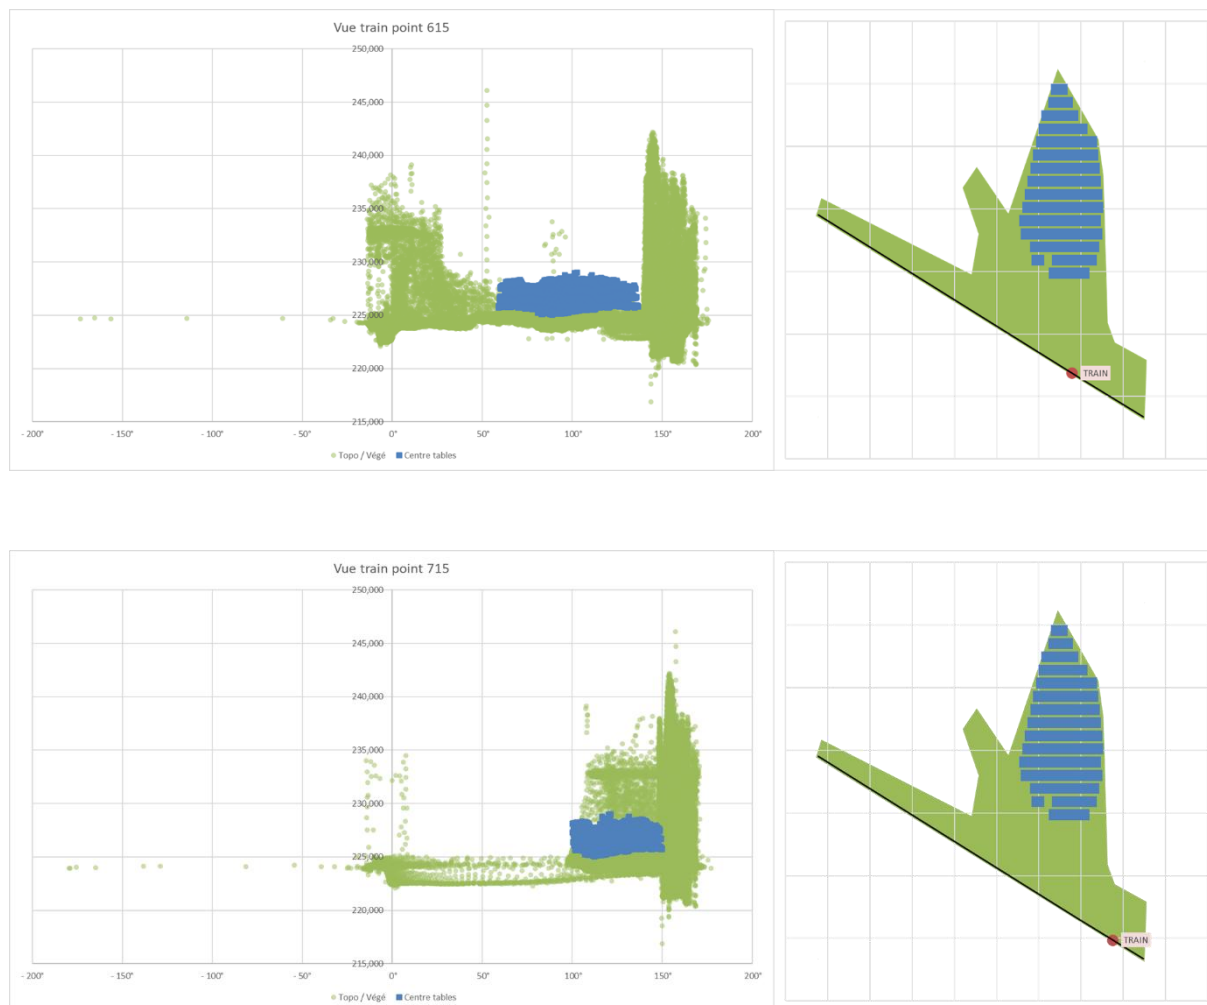 Vue train point 615
250,000
245,000
240,000
235,000
230,000
225,000
220,000
215,000
- 200° - 150° - 100° - 50° 0° 50° 100° 150° 200°
Topo / Végé Centre tables
TRAIN
Vue train point 715
250,000
245,000
240,000
235,000
230,000
225,000
220,000
215,000
- 200° - 150° - 100° - 50° 0° 50° 100° 150° 200°
Topo / Végé Centre tables
TRAIN